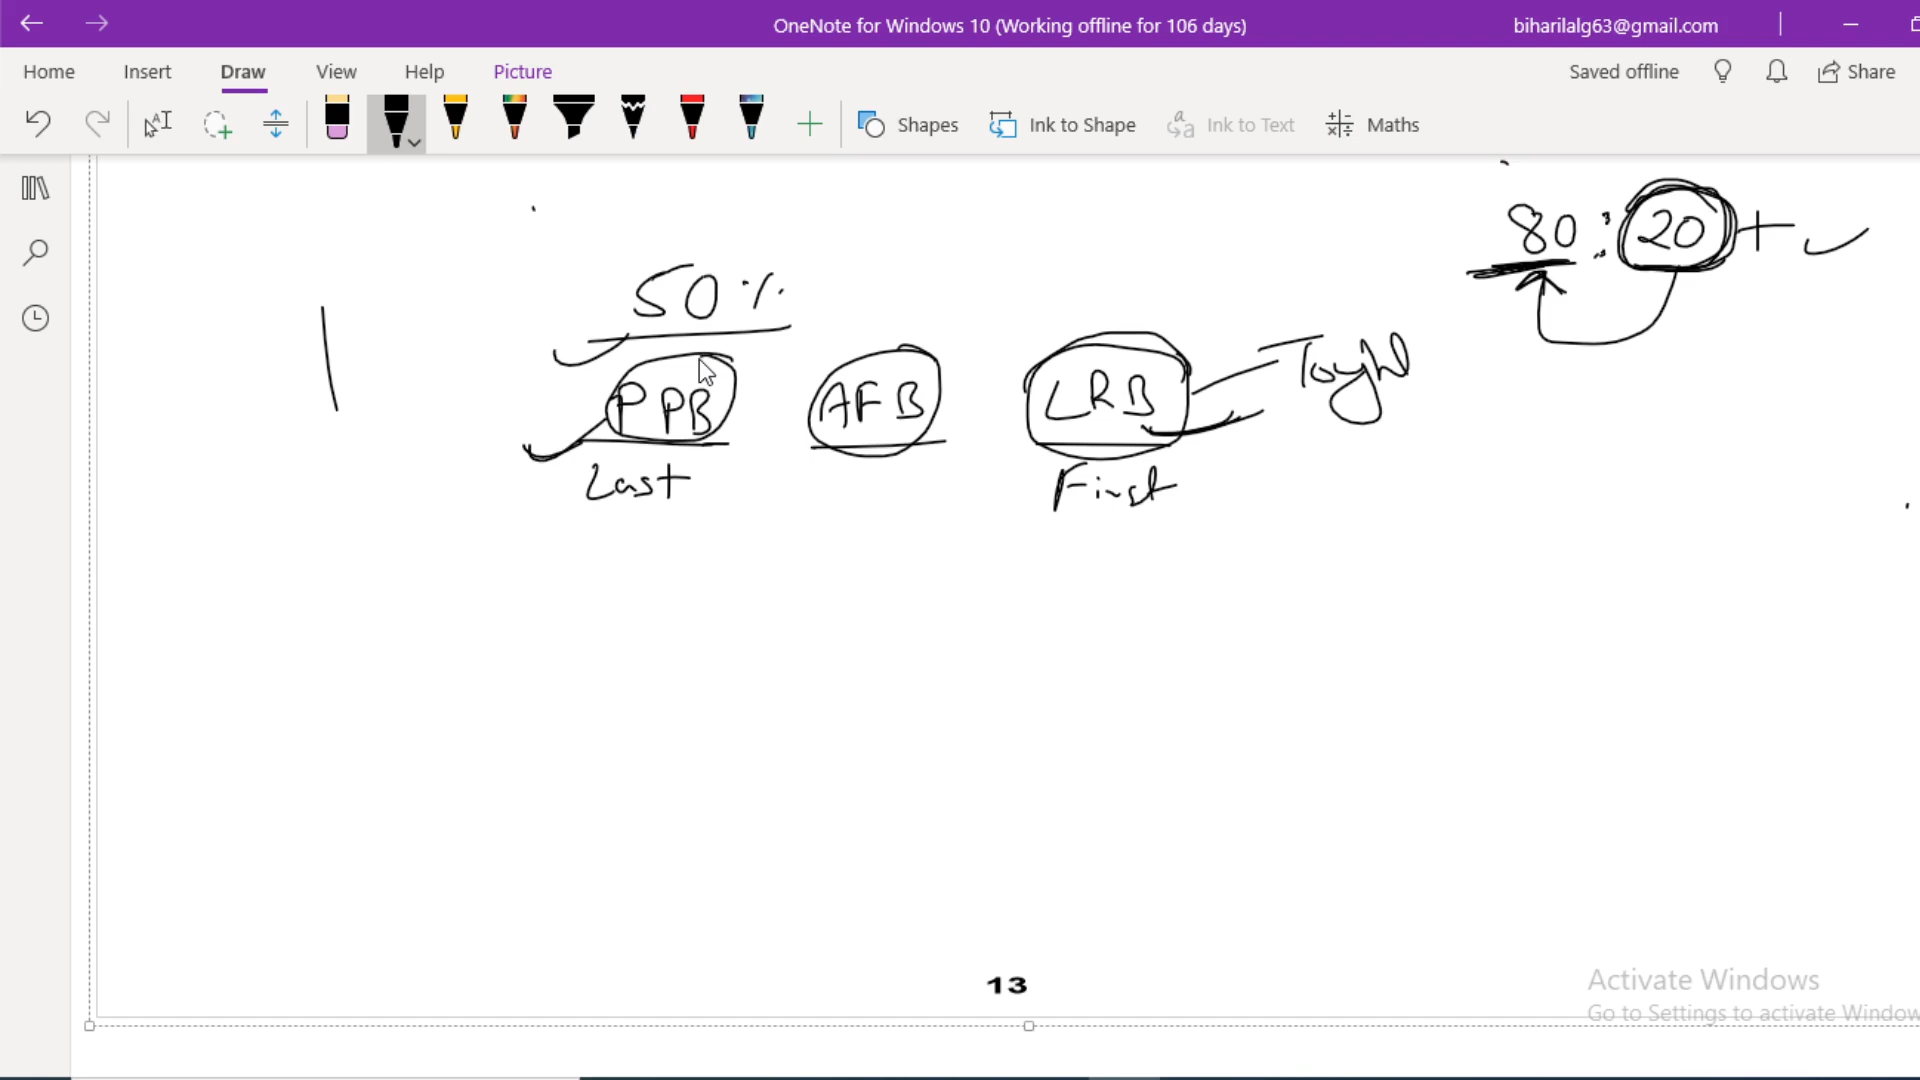 OneNote for Windows 10 (Working offline for 106 days)
biharilalg63@gmail.com
Home Insert Draw View Help Picture
Saved offline
Share
Shapes
Ink to Shape
Ink to Text
Maths
80 : 20 +
50 %
PPB AFB LRB
Last First
13
Activate Windows
Go to Settings to activate Window